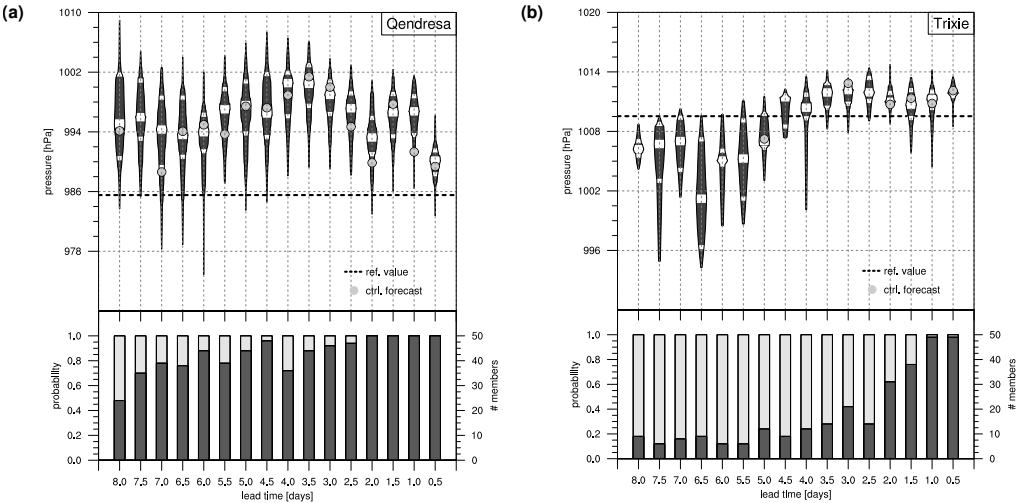 (a)
Qendresa
pressure [hPa]
1010
1002
994
986
978
ref. value
ctrl. forecast
probability
1.0
0.8
0.6
0.4
0.2
0.0
50
40
30
20
10
0
# members
8.0 7.5 7.0 6.5 6.0 5.5 5.0 4.5 4.0 3.5 3.0 2.5 2.0 1.5 1.0 0.5
lead time [days]
(b)
Trixie
pressure [hPa]
1020
1014
1008
1002
996
ref. value
ctrl. forecast
probability
1.0
0.8
0.6
0.4
0.2
0.0
50
40
30
20
10
0
# members
8.0 7.5 7.0 6.5 6.0 5.5 5.0 4.5 4.0 3.5 3.0 2.5 2.0 1.5 1.0 0.5
lead time [days]